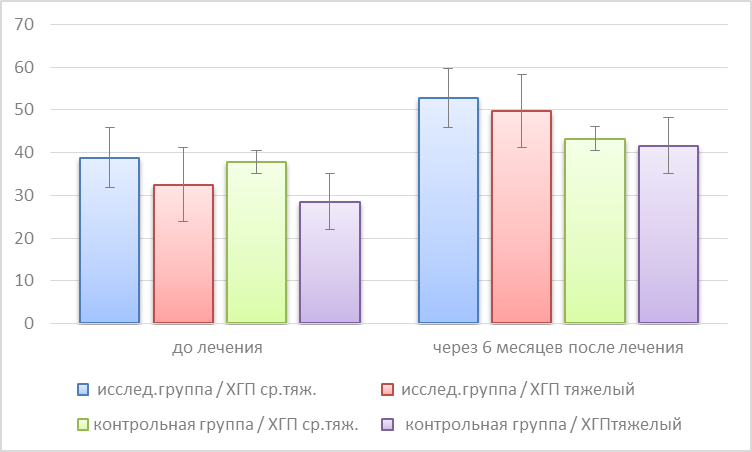 70
60
50
40
30
20
10
0
до лечения
через 6 месяцев после лечения
исслед.группа / ХГП ср.тяж.
исслед.группа / ХГП тяжелый
контрольная группа / ХГП ср.тяж.
контрольная группа / ХГПтяжелый